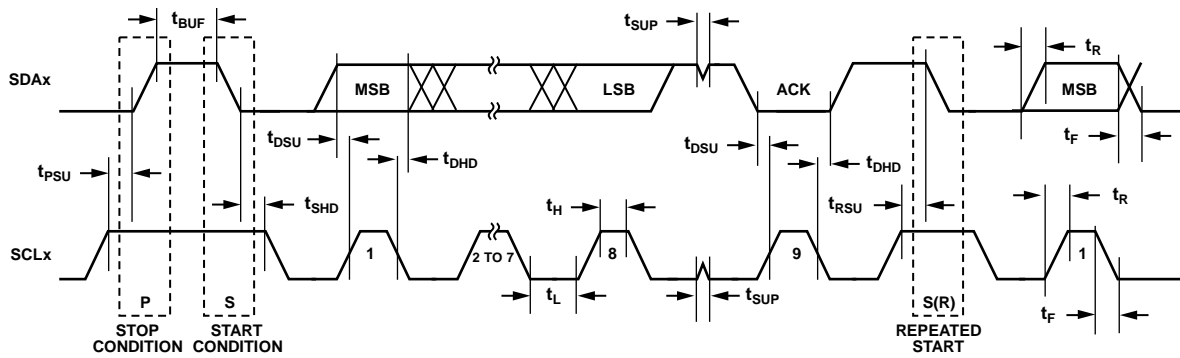 tBUF
tSUP
tR
SDAx
MSB
LSB
ACK
MSB
tDSU
tDHD
tDSU
tDHD
tF
tPSU
tSHD
tH
tRSU
tR
SCLx
1
2 TO 7
8
9
1
tL
tSUP
tF
P
S
S(R)
STOP CONDITION
START CONDITION
REPEATED START